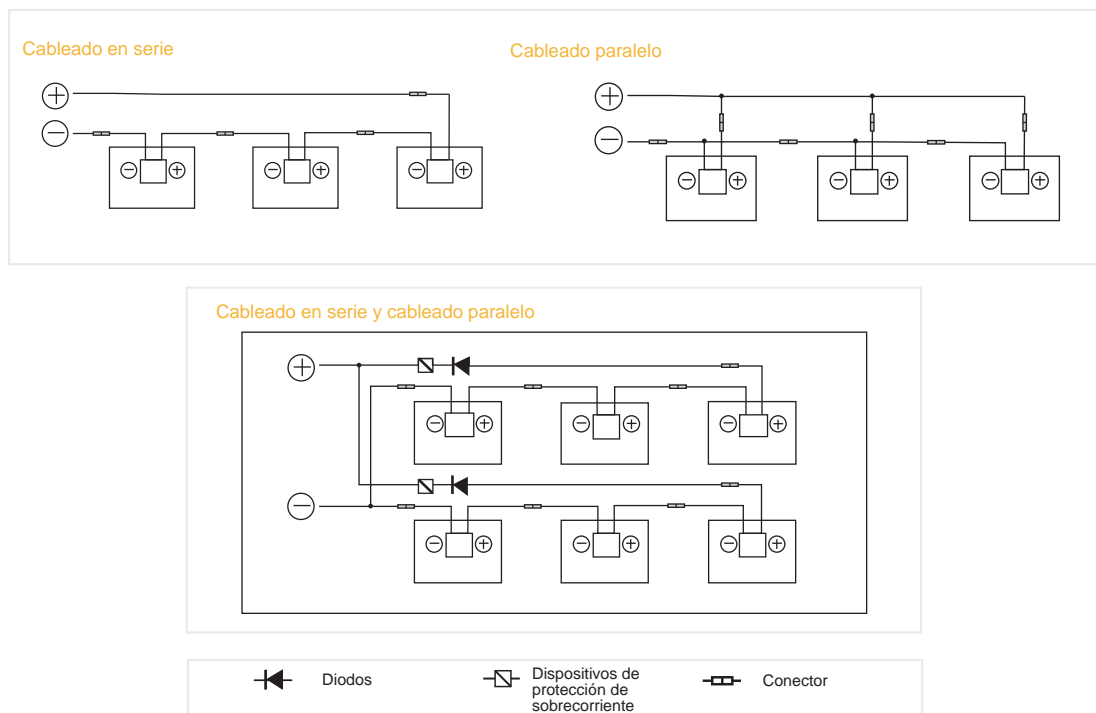 Cableado en serie
Cableado paralelo
Cableado en serie y cableado paralelo
Diodos
Dispositivos de
protección de
sobrecorriente
Conector